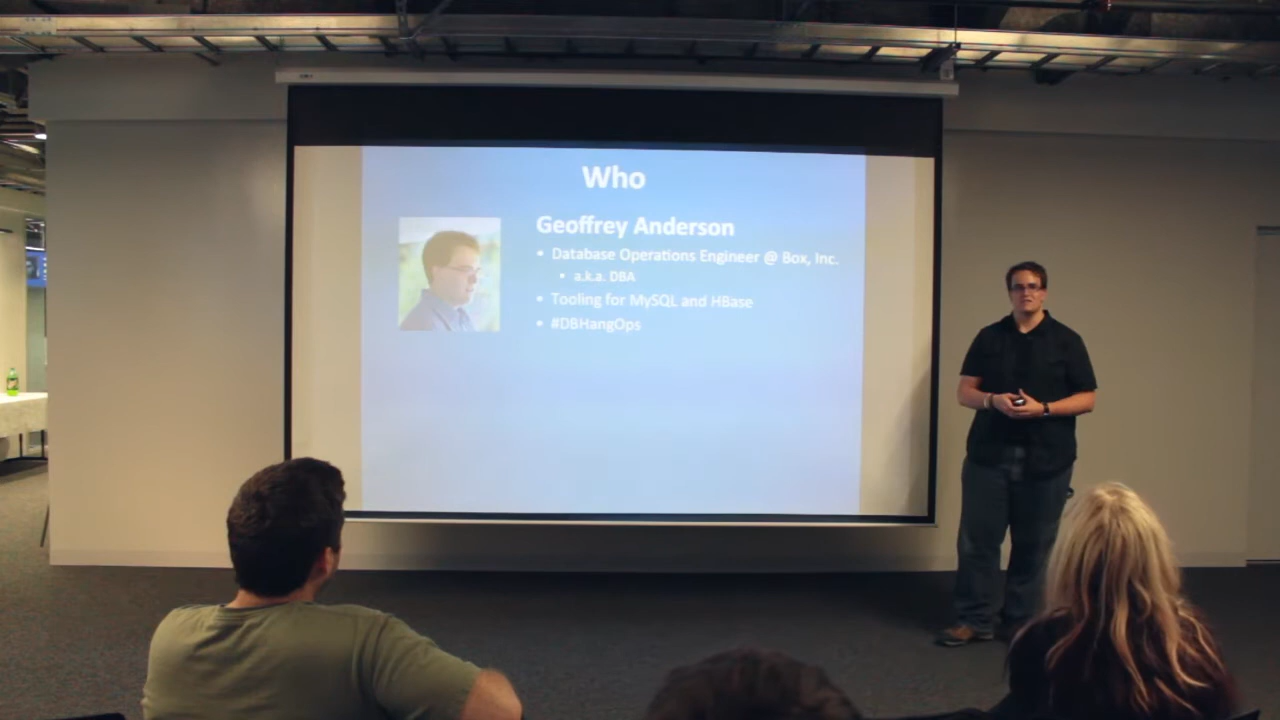 Who
Geoffrey Anderson
• Database Operations Engineer @ Box, Inc.
• a.k.a. DBA
• Tooling for MySQL and HBase
• #DBHangOps